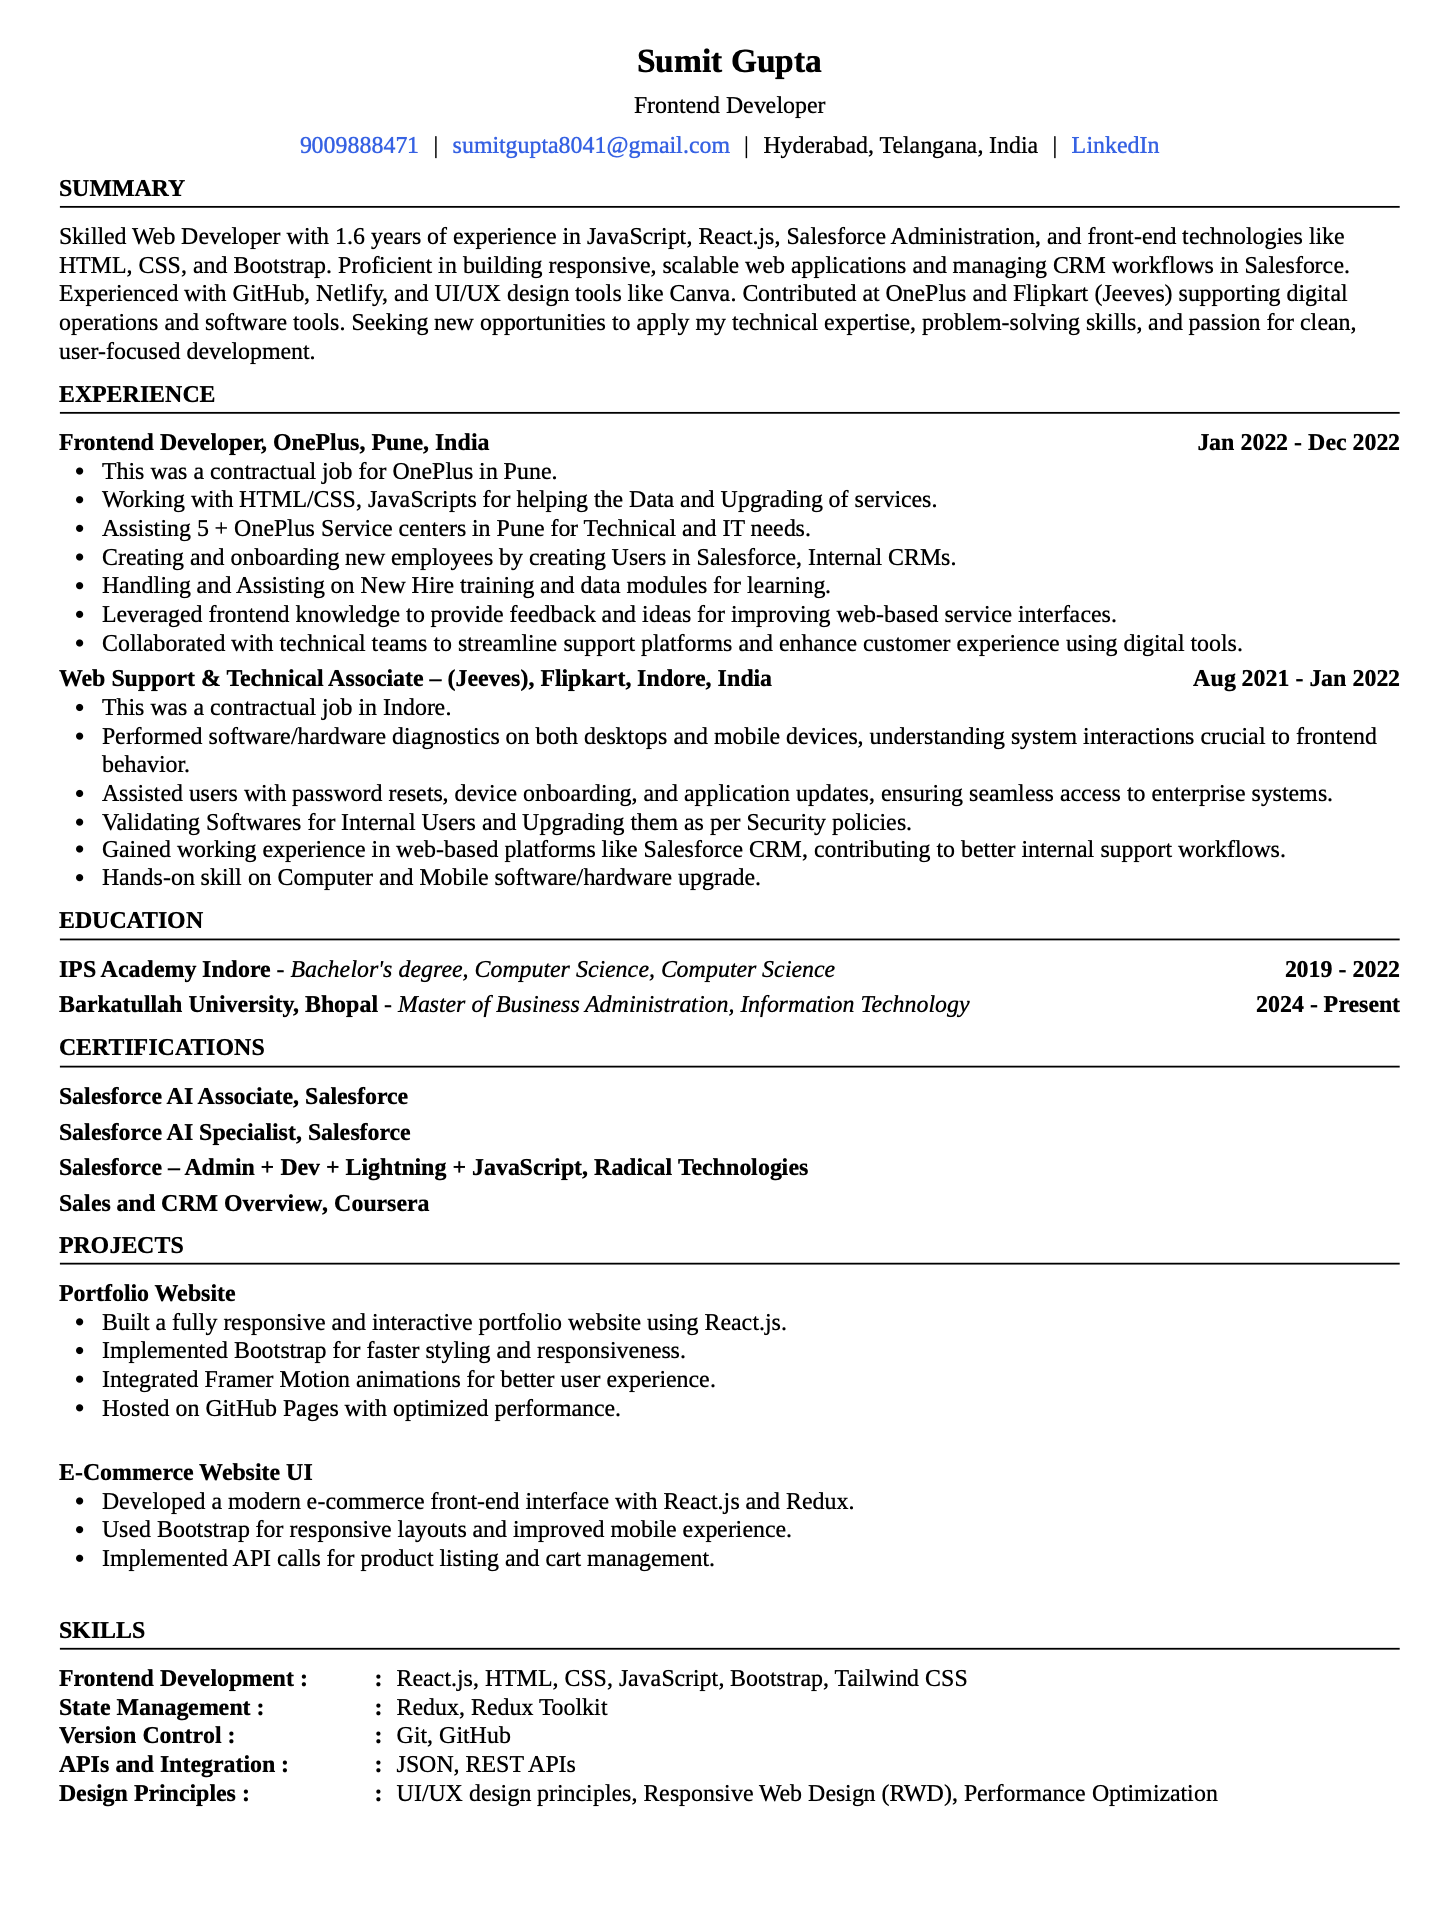 Sumit Gupta
Frontend Developer
9009888471 | sumitgupta8041@gmail.com | Hyderabad, Telangana, India | LinkedIn
SUMMARY
Skilled Web Developer with 1.6 years of experience in JavaScript, React.js, Salesforce Administration, and front-end technologies like
HTML, CSS, and Bootstrap. Proficient in building responsive, scalable web applications and managing CRM workflows in Salesforce.
Experienced with GitHub, Netlify, and UI/UX design tools like Canva. Contributed at OnePlus and Flipkart (Jeeves) supporting digital
operations and software tools. Seeking new opportunities to apply my technical expertise, problem-solving skills, and passion for clean,
user-focused development.
EXPERIENCE
Frontend Developer, OnePlus, Pune, India Jan 2022 - Dec 2022
• This was a contractual job for OnePlus in Pune.
• Working with HTML/CSS, JavaScripts for helping the Data and Upgrading of services.
• Assisting 5 + OnePlus Service centers in Pune for Technical and IT needs.
• Creating and onboarding new employees by creating Users in Salesforce, Internal CRMs.
• Handling and Assisting on New Hire training and data modules for learning.
• Leveraged frontend knowledge to provide feedback and ideas for improving web-based service interfaces.
• Collaborated with technical teams to streamline support platforms and enhance customer experience using digital tools.
Web Support & Technical Associate – (Jeeves), Flipkart, Indore, India Aug 2021 - Jan 2022
• This was a contractual job in Indore.
• Performed software/hardware diagnostics on both desktops and mobile devices, understanding system interactions crucial to frontend
behavior.
• Assisted users with password resets, device onboarding, and application updates, ensuring seamless access to enterprise systems.
• Validating Softwares for Internal Users and Upgrading them as per Security policies.
• Gained working experience in web-based platforms like Salesforce CRM, contributing to better internal support workflows.
• Hands-on skill on Computer and Mobile software/hardware upgrade.
EDUCATION
IPS Academy Indore - Bachelor's degree, Computer Science, Computer Science 2019 - 2022
Barkatullah University, Bhopal - Master of Business Administration, Information Technology 2024 - Present
CERTIFICATIONS
Salesforce AI Associate, Salesforce
Salesforce AI Specialist, Salesforce
Salesforce – Admin + Dev + Lightning + JavaScript, Radical Technologies
Sales and CRM Overview, Coursera
PROJECTS
Portfolio Website
• Built a fully responsive and interactive portfolio website using React.js.
• Implemented Bootstrap for faster styling and responsiveness.
• Integrated Framer Motion animations for better user experience.
• Hosted on GitHub Pages with optimized performance.
E-Commerce Website UI
• Developed a modern e-commerce front-end interface with React.js and Redux.
• Used Bootstrap for responsive layouts and improved mobile experience.
• Implemented API calls for product listing and cart management.
SKILLS
Frontend Development : : React.js, HTML, CSS, JavaScript, Bootstrap, Tailwind CSS
State Management : : Redux, Redux Toolkit
Version Control : : Git, GitHub
APIs and Integration : : JSON, REST APIs
Design Principles : : UI/UX design principles, Responsive Web Design (RWD), Performance Optimization